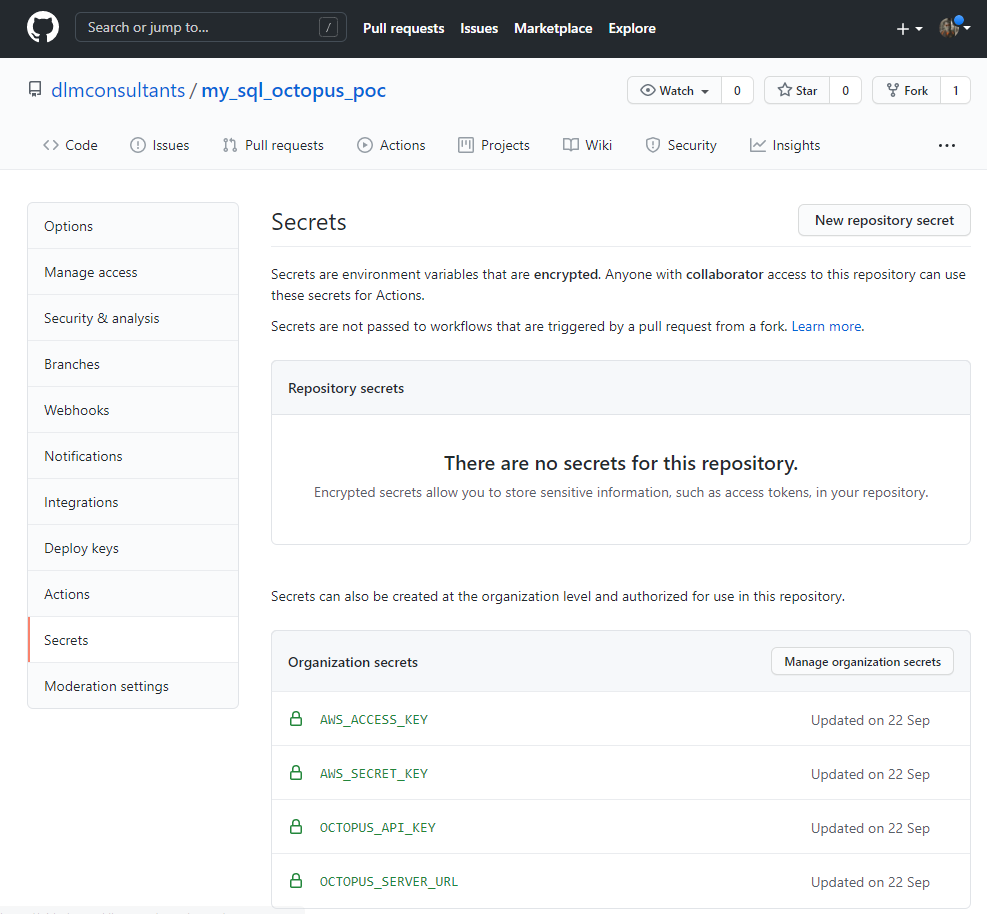 Search or jump to... /
Pull requests Issues Marketplace Explore
dlmconsultants / my_sql_octopus_poc
Watch 0 Star 0 Fork 1
Code Issues Pull requests Actions Projects Wiki Security Insights
Options
Manage access
Security & analysis
Branches
Webhooks
Notifications
Integrations
Deploy keys
Actions
Secrets
Moderation settings
Secrets
New repository secret
Secrets are environment variables that are encrypted. Anyone with collaborator access to this repository can use
these secrets for Actions.
Secrets are not passed to workflows that are triggered by a pull request from a fork. Learn more.
Repository secrets
There are no secrets for this repository.
Encrypted secrets allow you to store sensitive information, such as access tokens, in your repository.
Secrets can also be created at the organization level and authorized for use in this repository.
Organization secrets
Manage organization secrets
AWS_ACCESS_KEY Updated on 22 Sep
AWS_SECRET_KEY Updated on 22 Sep
OCTOPUS_API_KEY Updated on 22 Sep
OCTOPUS_SERVER_URL Updated on 22 Sep